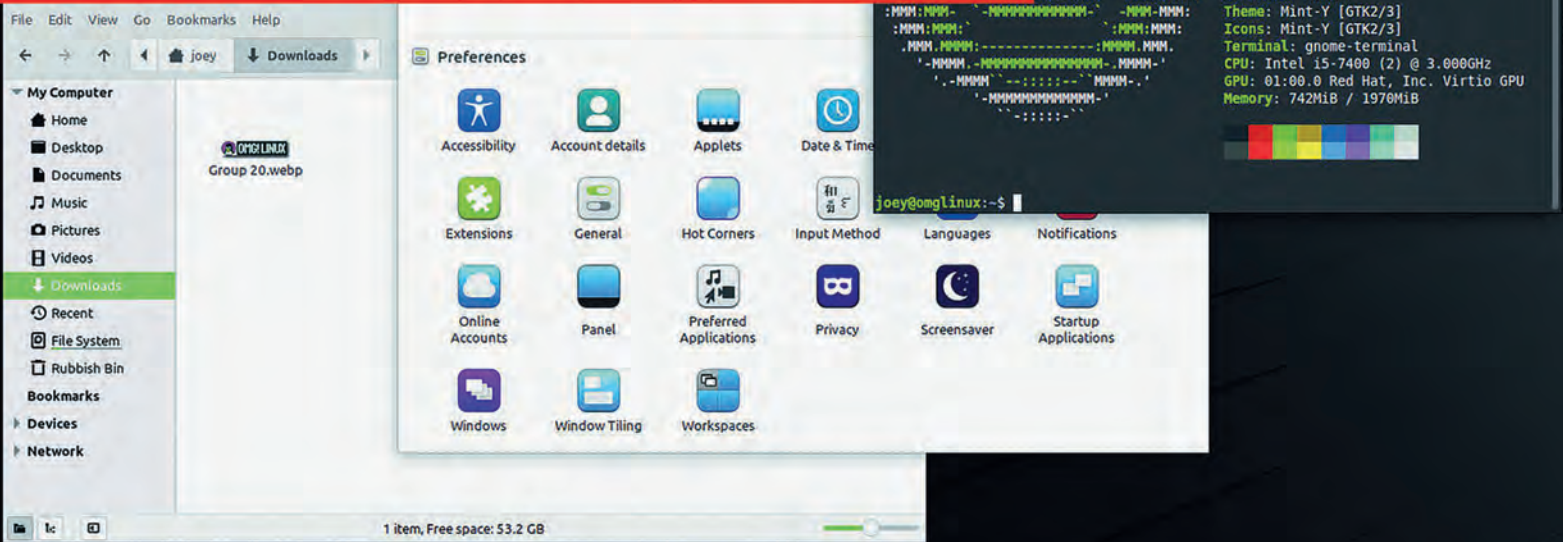 File Edit View Go Bookmarks Help
joey
Downloads
My Computer
Home
Desktop
Documents
Music
Pictures
Videos
Downloads
Recent
File System
Rubbish Bin
Bookmarks
Devices
Network
OMG! LINUX
Group 20.webp
1 item, Free space: 53.2 GB
Preferences
Accessibility
Account details
Applets
Date & Time
Extensions
General
Hot Corners
Input Method
Languages
Notifications
Online
Accounts
Panel
Preferred
Applications
Privacy
Screensaver
Startup
Applications
Windows
Window Tiling
Workspaces
Theme: Mint-Y [GTK2/3]
Icons: Mint-Y [GTK2/3]
Terminal: gnome-terminal
CPU: Intel i5-7400 (2) @ 3.000GHz
GPU: 01:00.0 Red Hat, Inc. Virtio GPU
Memory: 742MiB / 1970MiB
joey@omglinux:~$